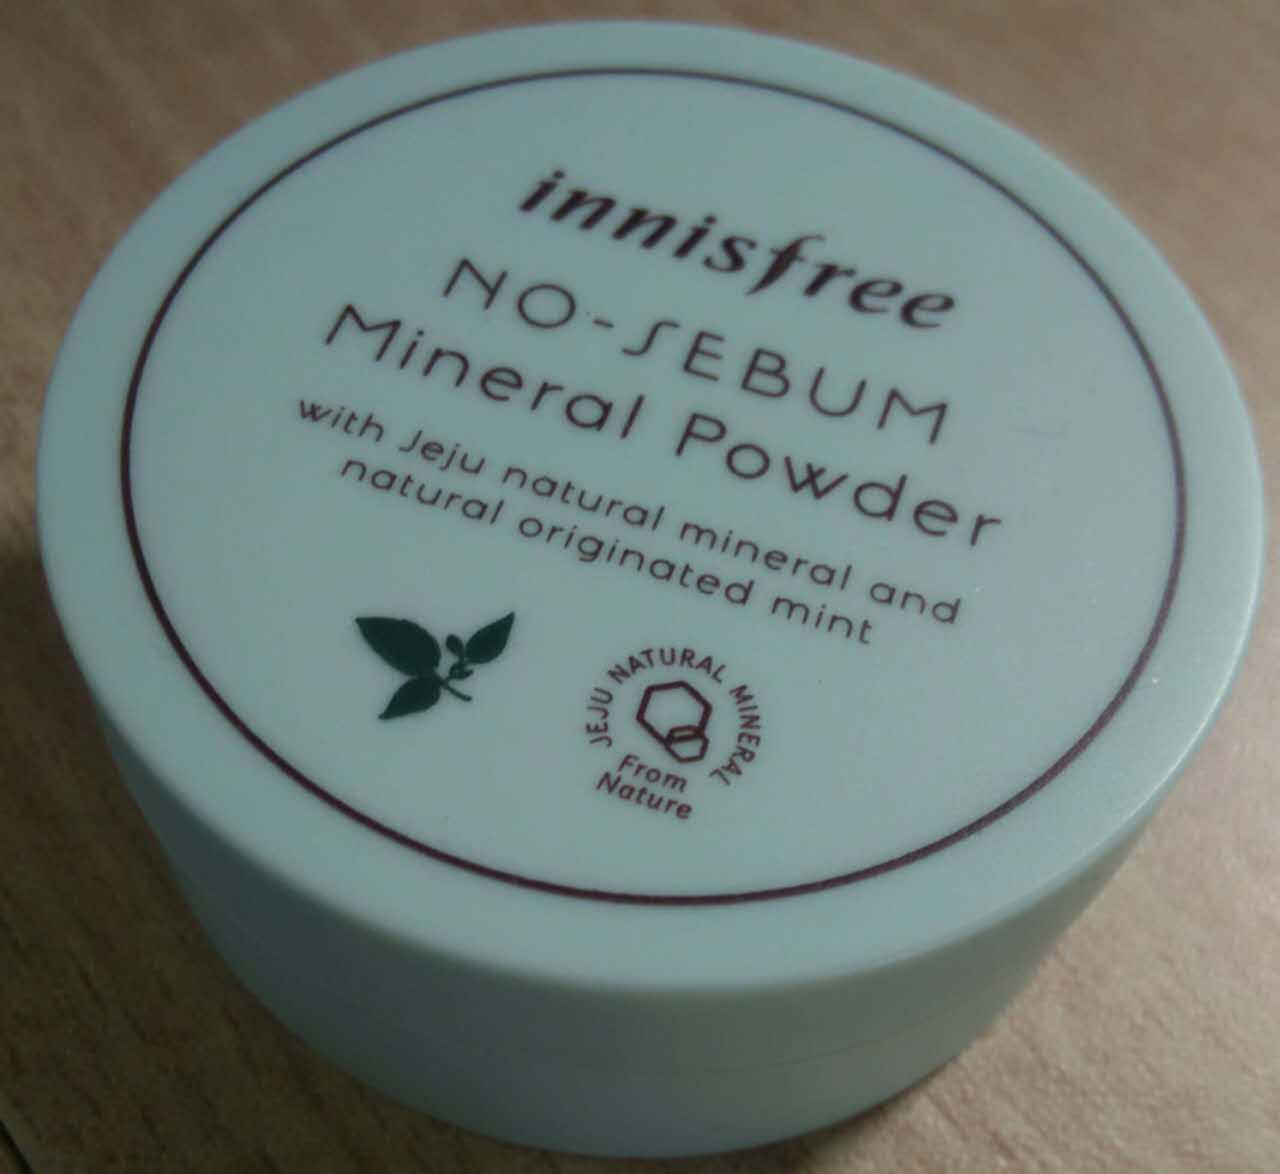 innisfree
NO-SEBUM
Mineral Powder
with Jeju natural mineral and
natural originated mint
JEJU NATURAL MINERAL
From
Nature